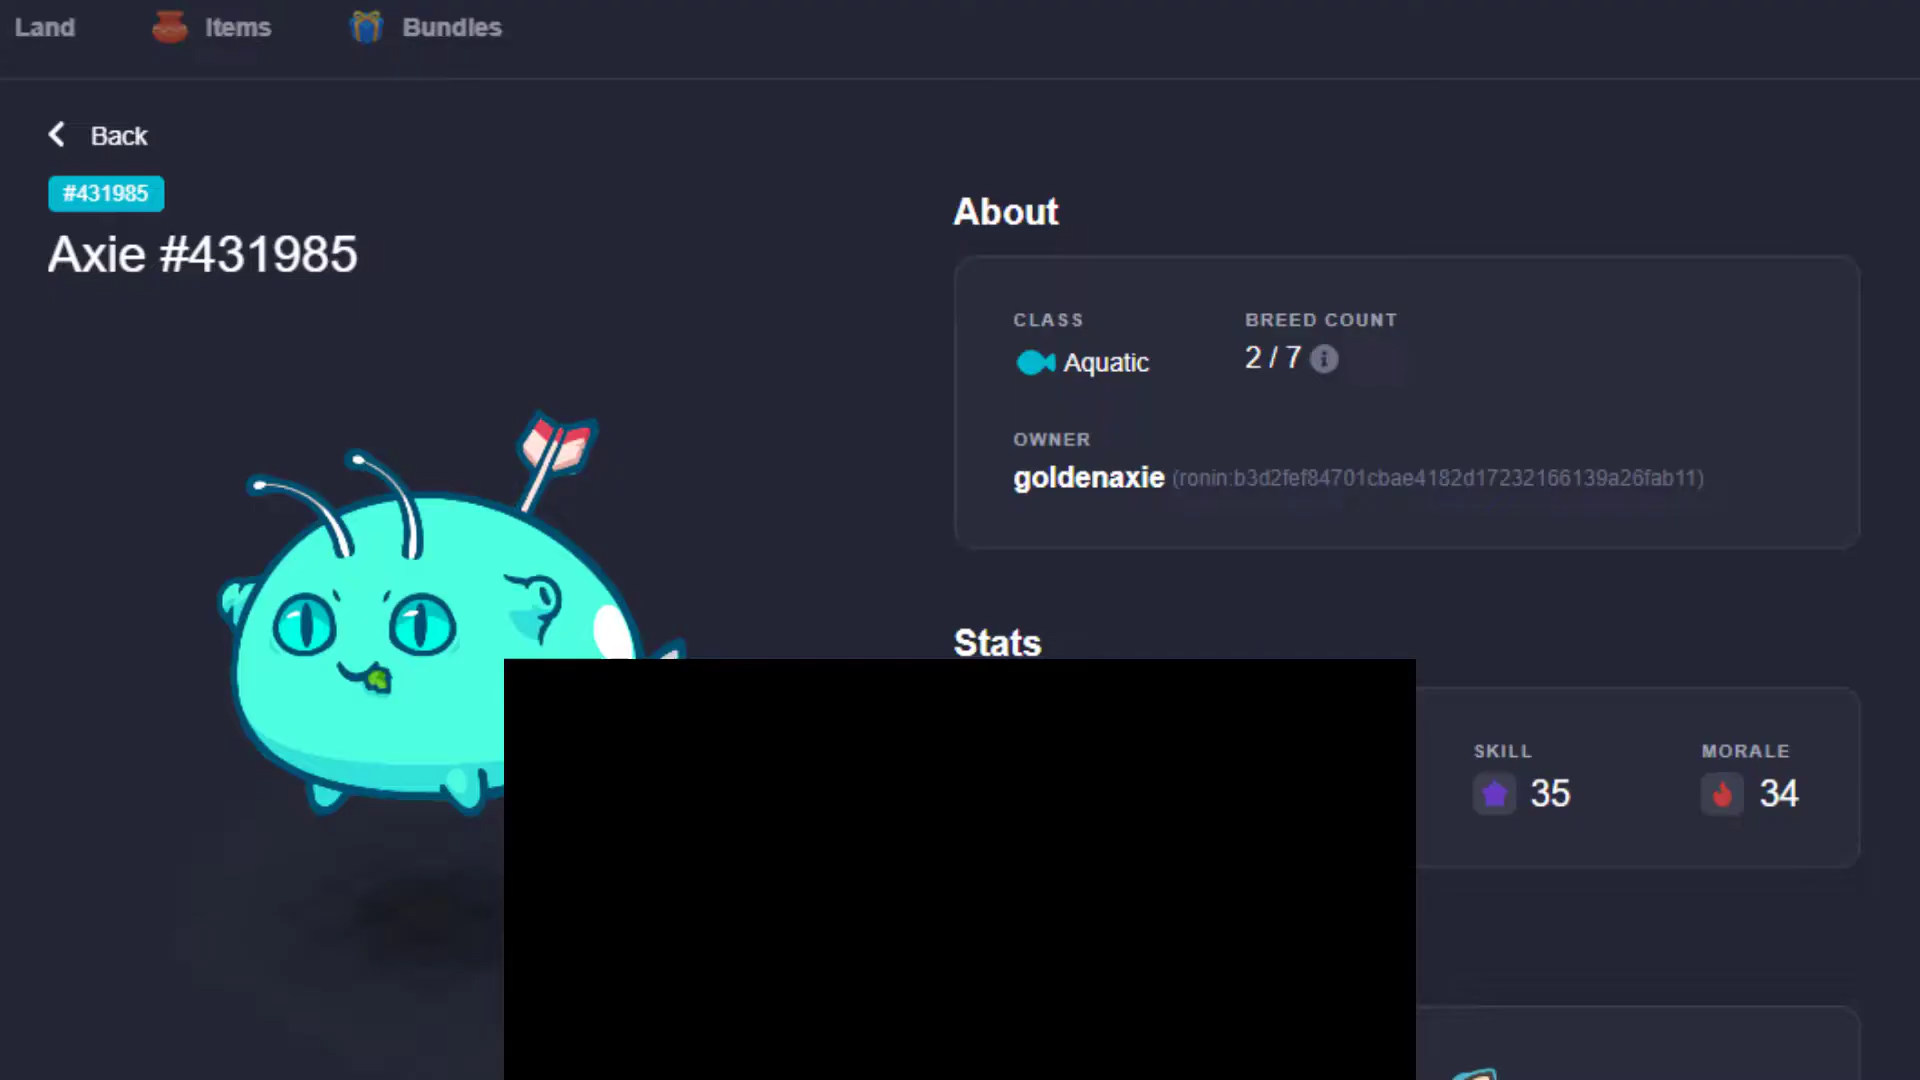 Land Items Bundles
Back
#431985
Axie #431985
About
CLASS BREED COUNT
Aquatic 2 / 7
OWNER
goldenaxie (ronin:b3d2fef84701cbae4182d17232166139a26fab11)
Stats
SKILL MORALE
35 34